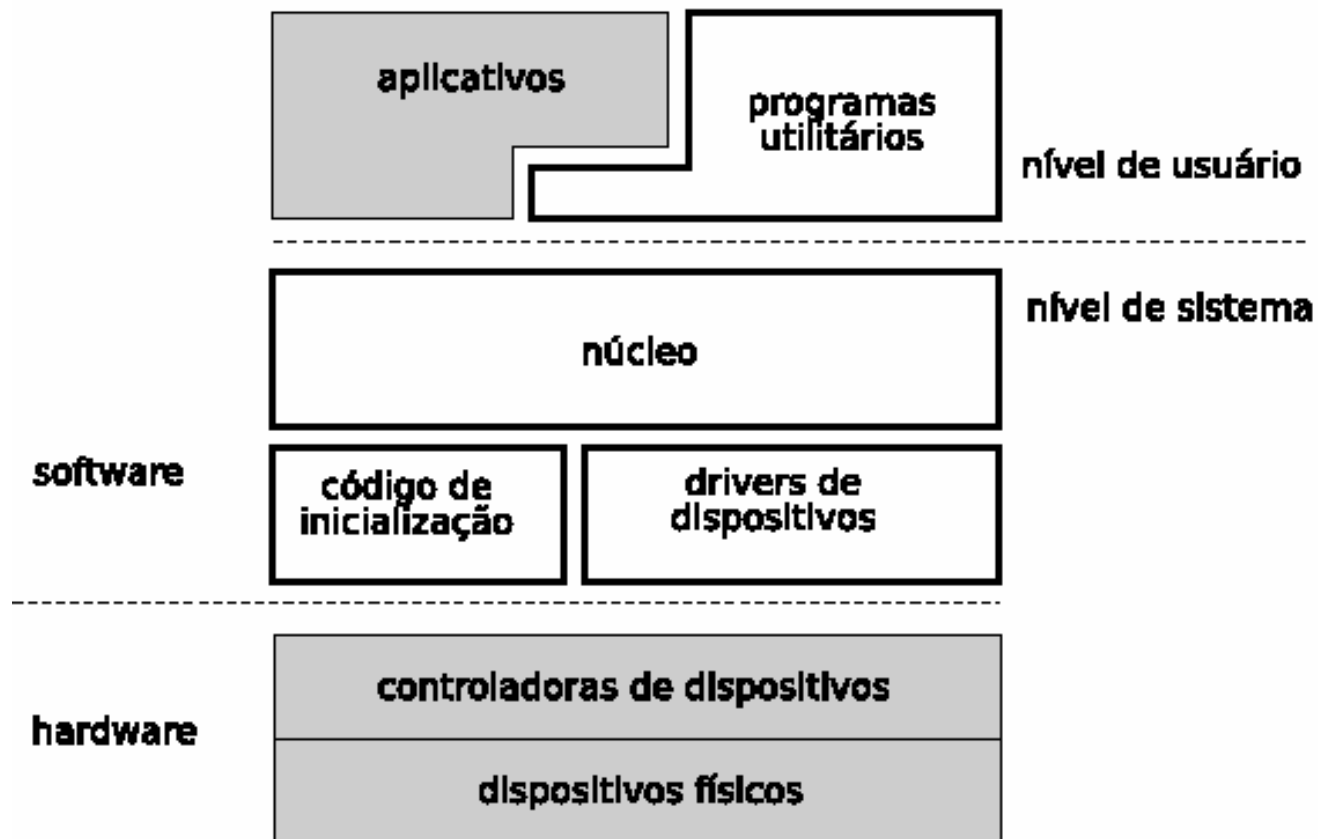 aplicativos
programas
utilitários
nível de usuário
nível de sistema
núcleo
software
código de
inicialização
drivers de
dispositivos
controladoras de dispositivos
hardware
dispositivos físicos